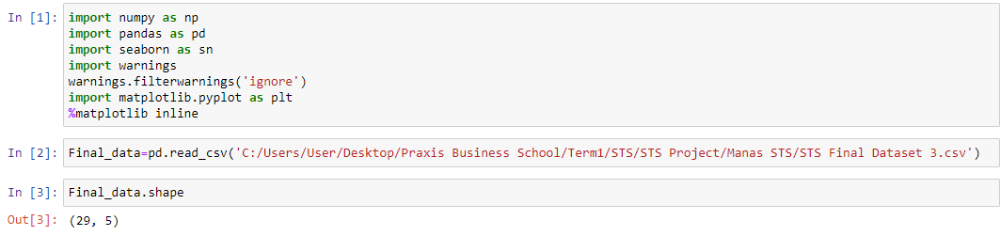 In [1]: import numpy as np
import pandas as pd
import seaborn as sn
import warnings
warnings.filterwarnings('ignore')
import matplotlib.pyplot as plt
%matplotlib inline
In [2]: Final_data=pd.read_csv('C:/Users/User/Desktop/Praxis Business School/Term1/STS/STS Project/Manas STS/STS Final Dataset 3.csv')
In [3]: Final_data.shape
Out[3]: (29, 5)